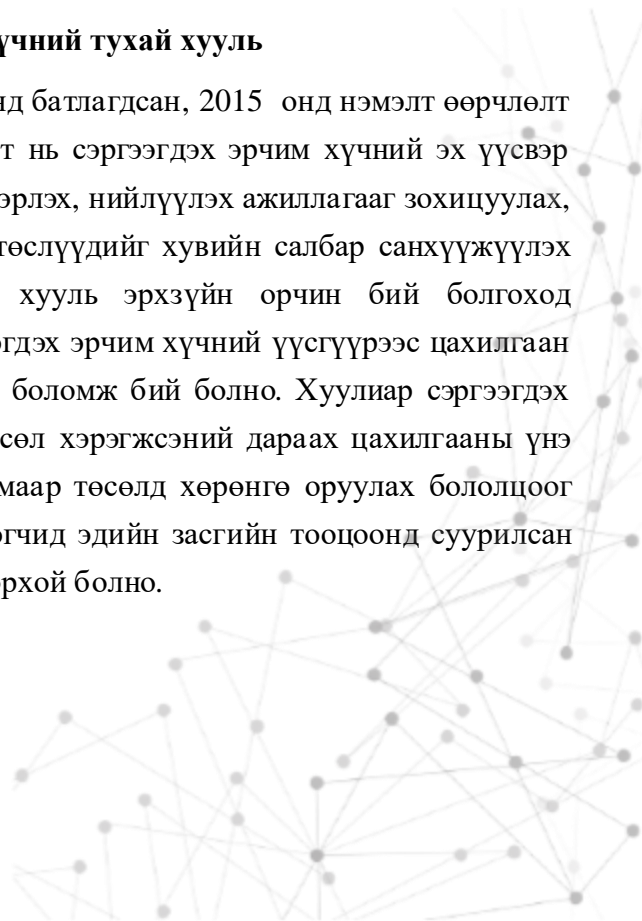 үчний тухай хууль
нд батлагдсан, 2015 онд нэмэлт өөрчлөлт
т нь сэргээгдэх эрчим хүчний эх үүсвэр
эрлэх, нийлүүлэх ажиллагааг зохицуулах,
төслүүдийг хувийн салбар санхүүжүүлэх
хууль эрхзүйн орчин бий болгоход
гдэх эрчим хүчний үүсгүүрээс цахилгаан
боломж бий болно. Хуулиар сэргээгдэх
сөл хэрэгжсэний дараах цахилгааны үнэ
маар төсөлд хөрөнгө оруулах бололцоог
гчид эдийн засгийн тооцоонд суурилсан
рхой болно.